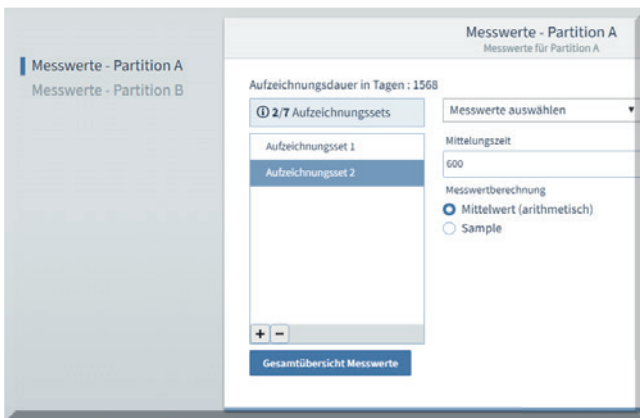 Messwerte - Partition A
Messwerte für Partition A
Messwerte - Partition A
Messwerte - Partition B
Aufzeichnungsdauer in Tagen : 1568
2/7 Aufzeichnungssets
Aufzeichnungsset 1
Aufzeichnungsset 2
+ −
Gesamtübersicht Messwerte
Messwerte auswählen
Mittelungszeit
600
Messwertberechnung
Mittelwert (arithmetisch)
Sample